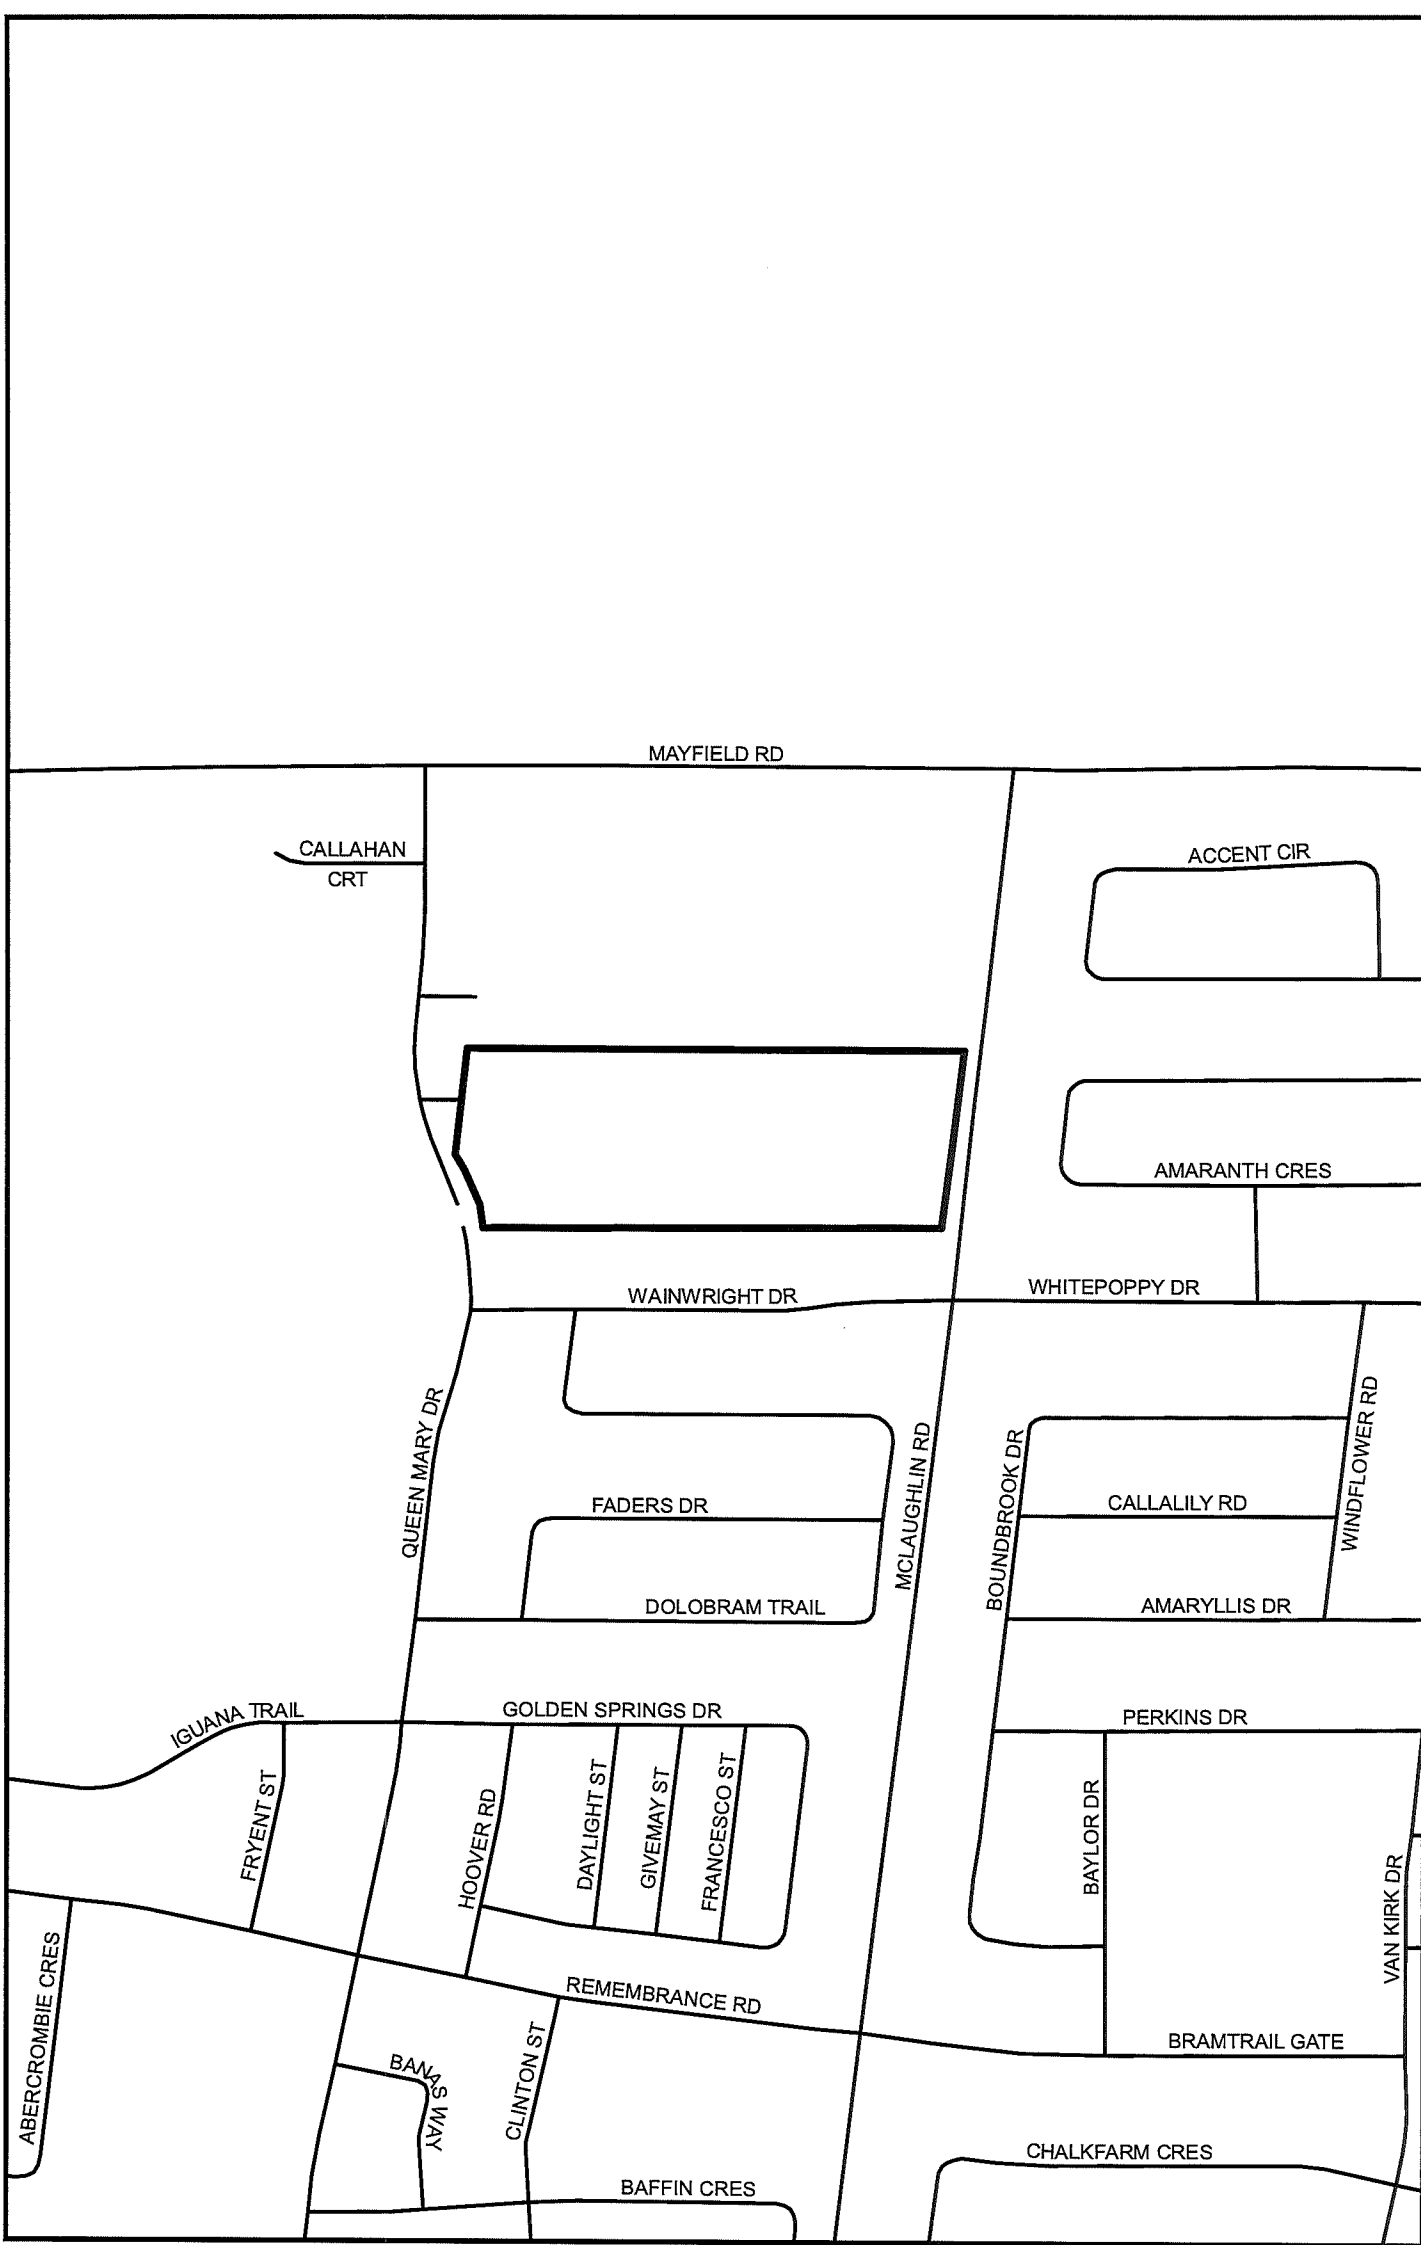 MAYFIELD RD
CALLAHAN
CRT
ACCENT CIR
AMARANTH CRES
WAINWRIGHT DR
WHITEPOPPY DR
QUEEN MARY DR
MCLAUGHLIN RD
BOUNDBROOK DR
WINDFLOWER RD
FADERS DR
CALLALILY RD
DOLOBRAM TRAIL
AMARYLLIS DR
IGUANA TRAIL
GOLDEN SPRINGS DR
PERKINS DR
FRYENT ST
HOOVER RD
DAYLIGHT ST
GIVEMAY ST
FRANCESCO ST
BAYLOR DR
VAN KIRK DR
ABERCROMBIE CRES
REMEMBRANCE RD
BRAMTRAIL GATE
BANAS WAY
CLINTON ST
CHALKFARM CRES
BAFFIN CRES